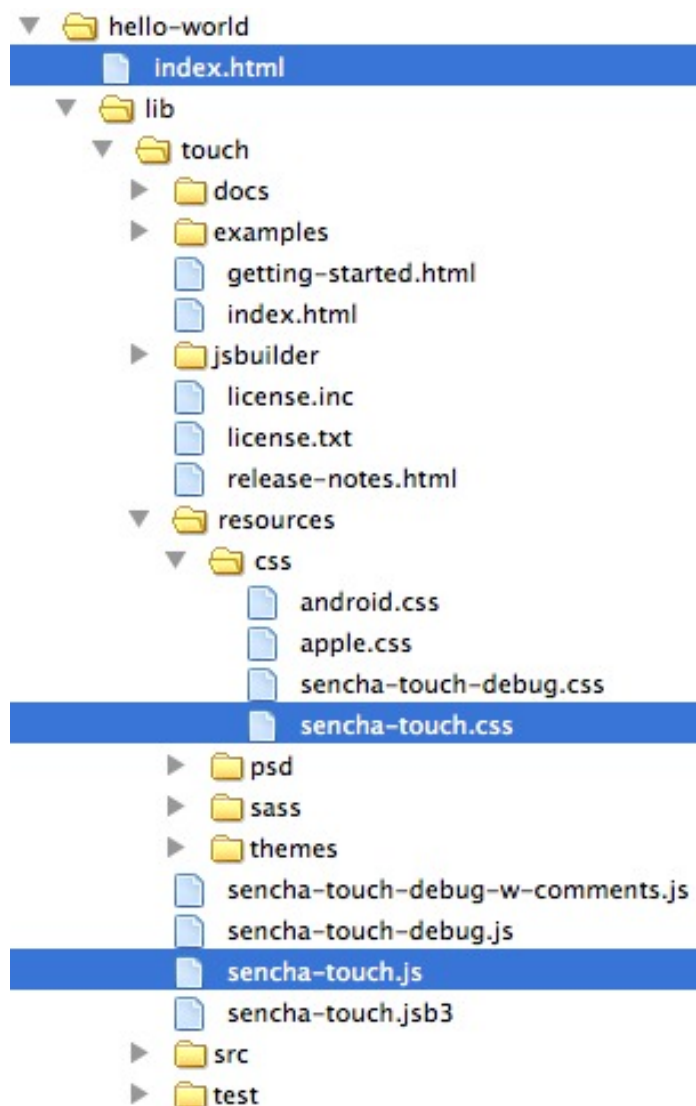 hello-world
index.html
lib
touch
docs
examples
getting-started.html
index.html
jsbuilder
license.inc
license.txt
release-notes.html
resources
css
android.css
apple.css
sencha-touch-debug.css
sencha-touch.css
psd
sass
themes
sencha-touch-debug-w-comments.js
sencha-touch-debug.js
sencha-touch.js
sencha-touch.jsb3
src
test